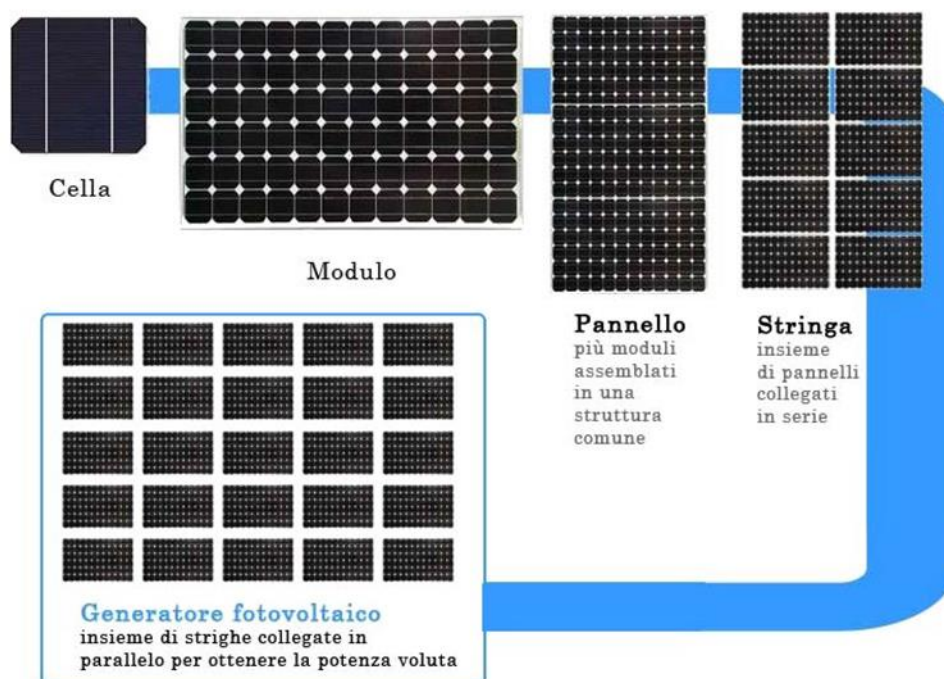 Cella
Modulo
Pannello
più moduli
assemblati
in una
struttura
comune
Stringa
insieme
di pannelli
collegati
in serie
Generatore fotovoltaico
insieme di strighe collegate in
parallelo per ottenere la potenza voluta